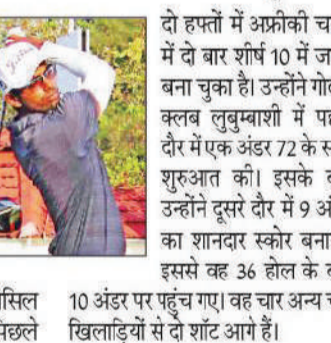 दो हफ्तों में अफ्रीकी
में दो बार शीर्ष 10 में
बना चुका है। उन्होंने
क्लब लुबुम्बाशी में
दौर में एक अंडर 72 के
शुरुआत की। इसके
उन्होंने दूसरे दौर में 9
का शानदार स्कोर
इससे वह 36 होल के
10 अंडर पर पहुंच गए। वह चार अन्य
खिलाड़ियों से दो शॉट आगे हैं।